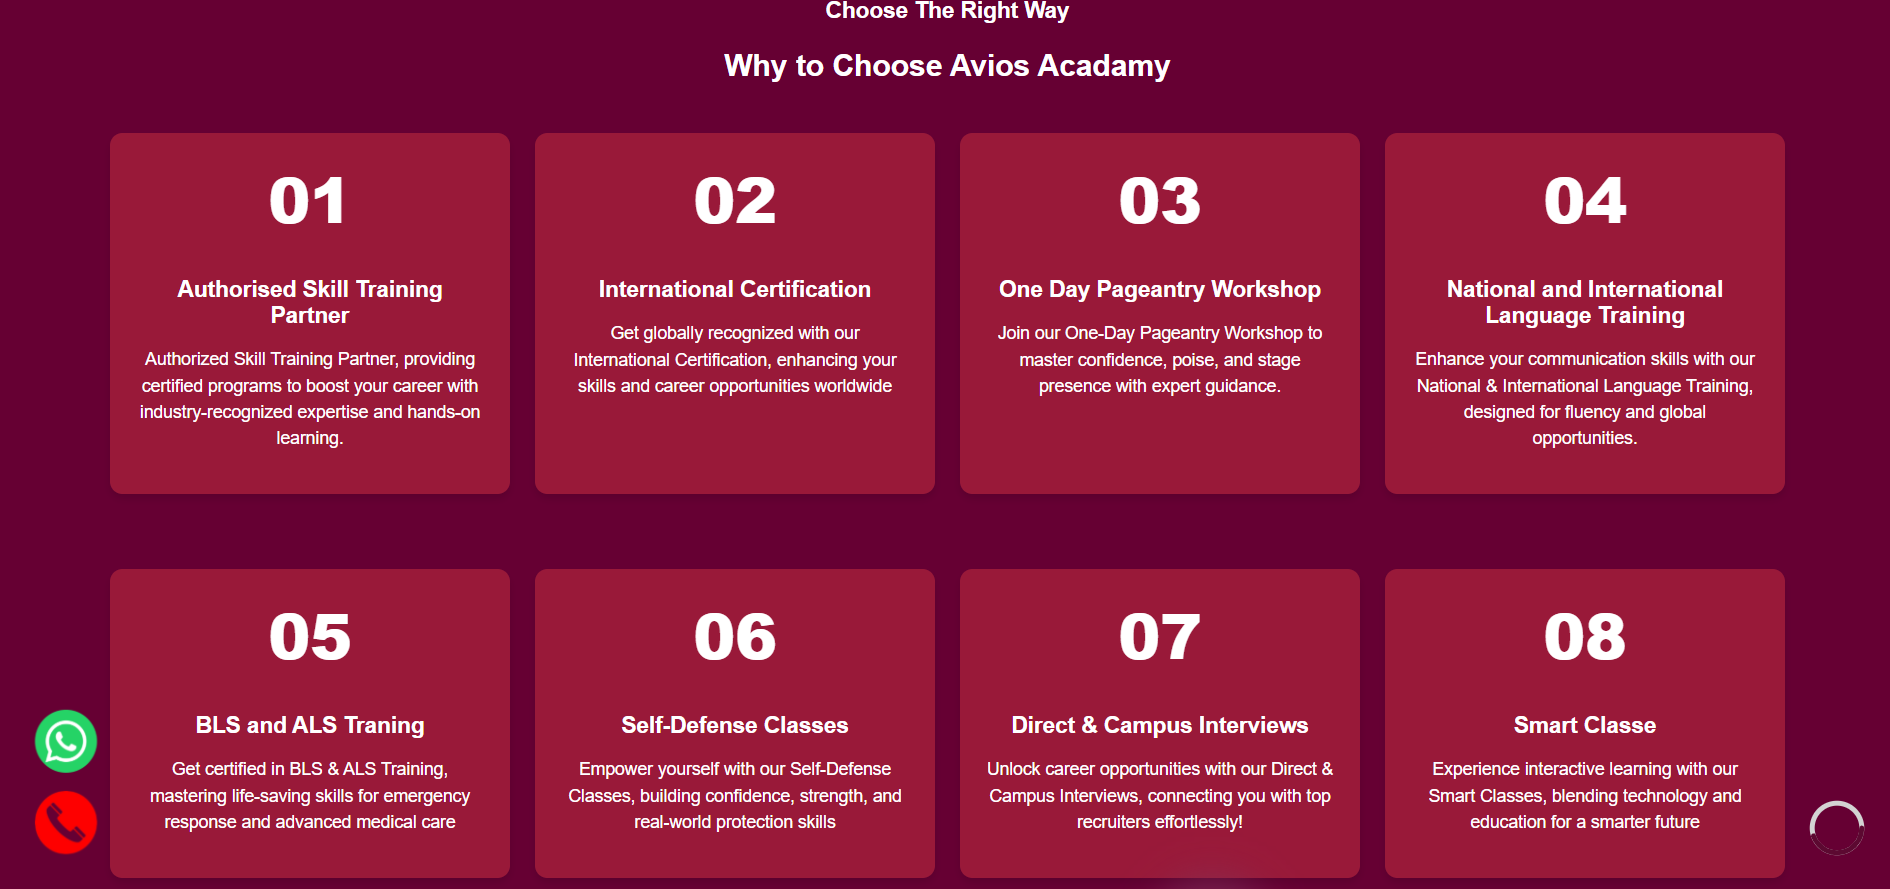 Choose The Right Way
Why to Choose Avios Acadamy
01
Authorised Skill Training
Partner
Authorized Skill Training Partner, providing
certified programs to boost your career with
industry-recognized expertise and hands-on
learning.
02
International Certification
Get globally recognized with our
International Certification, enhancing your
skills and career opportunities worldwide
03
One Day Pageantry Workshop
Join our One-Day Pageantry Workshop to
master confidence, poise, and stage
presence with expert guidance.
04
National and International
Language Training
Enhance your communication skills with our
National & International Language Training,
designed for fluency and global
opportunities.
05
BLS and ALS Traning
Get certified in BLS & ALS Training,
mastering life-saving skills for emergency
response and advanced medical care
06
Self-Defense Classes
Empower yourself with our Self-Defense
Classes, building confidence, strength, and
real-world protection skills
07
Direct & Campus Interviews
Unlock career opportunities with our Direct &
Campus Interviews, connecting you with top
recruiters effortlessly!
08
Smart Classe
Experience interactive learning with our
Smart Classes, blending technology and
education for a smarter future